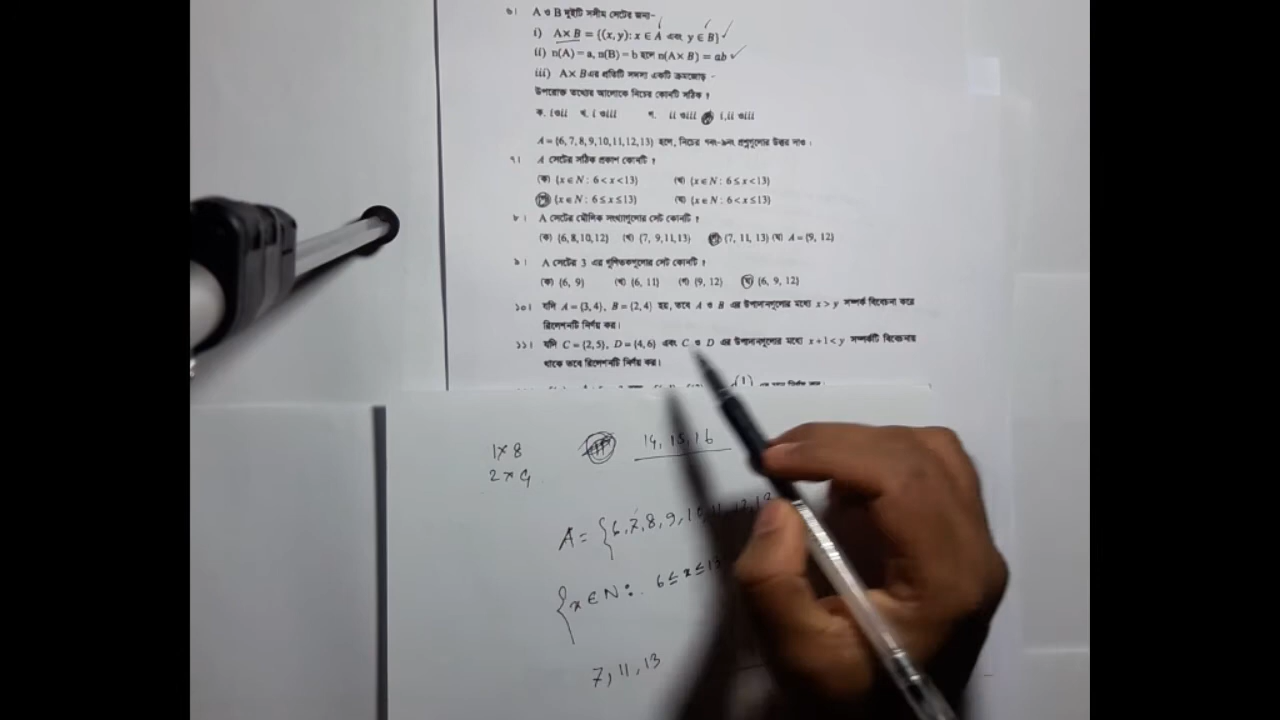 ৬। A ও B দুইটি সসীম সেটের জন্য-
i) A×B = {(x, y): x ∈ A এবং y ∈ B}
ii) n(A) = a, n(B) = b হলে n(A×B) = ab
iii) A×B এর প্রতিটি সদস্য একটি ক্রমজোড় -
উপরোক্ত তথ্যের আলোকে নিচের কোনটি সঠিক ?
ক. i ও ii খ. i ও iii গ. ii ও iii i, ii ও iii
A = {6, 7, 8, 9, 10, 11, 12, 13} হলে, নিচের ৭নং-৯নং প্রশ্নগুলোর উত্তর দাও :
৭। A সেটের সঠিক প্রকাশ কোনটি ?
(ক) {x ∈ N : 6 < x < 13} (খ) {x ∈ N : 6 ≤ x < 13}
(গ) {x ∈ N : 6 ≤ x ≤ 13} (ঘ) {x ∈ N : 6 < x ≤ 13}
৮। A সেটের মৌলিক সংখ্যাগুলোর সেট কোনটি ?
(ক) {6, 8, 10, 12} (খ) {7, 9, 11, 13} {7, 11, 13} (ঘ) A = {9, 12}
৯। A সেটের 3 এর গুণিতকগুলোর সেট কোনটি ?
(ক) {6, 9} (খ) {6, 11} (গ) {9, 12} (ঘ) {6, 9, 12}
১০। যদি A = {3, 4}, B = {2, 4} হয়, তবে A ও B এর উপাদানগুলোর মধ্যে x > y সম্পর্ক বিবেচনা করে
রিলেশনটি নির্ণয় কর।
১১। যদি C = {2, 5}, D = {4, 6} এবং C ও D এর উপাদানগুলোর মধ্যে x + 1 < y সম্পর্কটি বিবেচনায়
থাকে তবে রিলেশনটি নির্ণয় কর।
1×8 14, 15, 16
2×4
A = {6, 7, 8, 9, 10, 11, 12, 13
{x ∈ N : 6 ≤ x ≤ 13
7, 11, 13